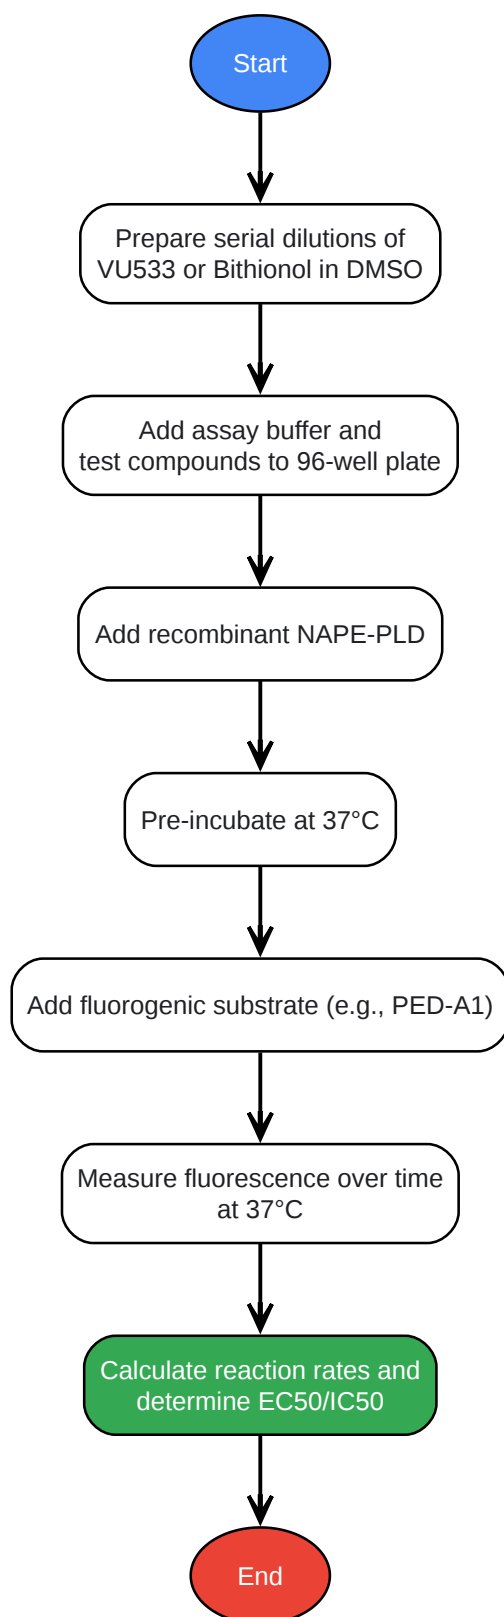 Start
Prepare serial dilutions of
VU533 or Bithionol in DMSO
Add assay buffer and
test compounds to 96-well plate
Add recombinant NAPE-PLD
Pre-incubate at 37°C
Add fluorogenic substrate (e.g., PED-A1)
Measure fluorescence over time
at 37°C
Calculate reaction rates and
determine EC50/IC50
End